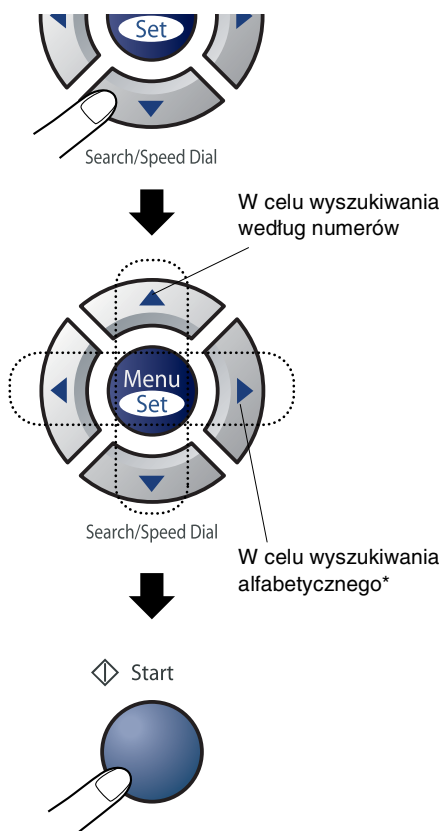 Set
Search/Speed Dial
W celu wyszukiwania
według numerów
Menu
Set
Search/Speed Dial
W celu wyszukiwania
alfabetycznego*
Start